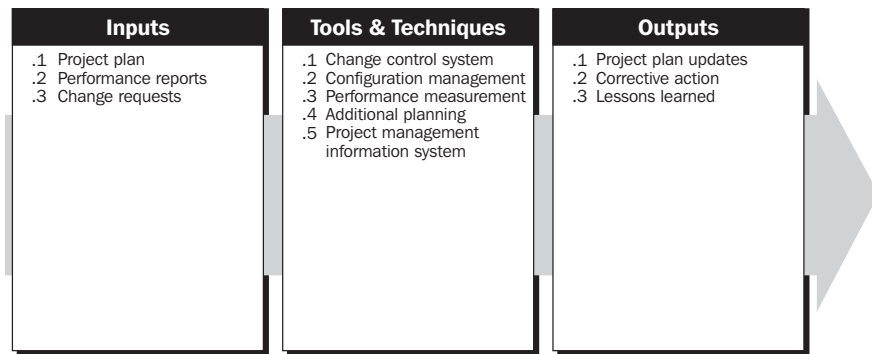 Inputs
.1 Project plan
.2 Performance reports
.3 Change requests
Tools & Techniques
.1 Change control system
.2 Configuration management
.3 Performance measurement
.4 Additional planning
.5 Project management
information system
Outputs
.1 Project plan updates
.2 Corrective action
.3 Lessons learned